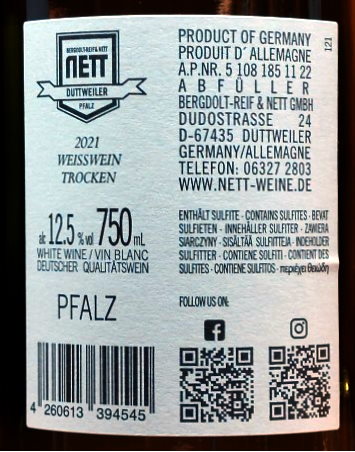 BERGDOLT-REIF & NETT
NETT
DUTTWEILER
PFALZ
2021
WEISSWEIN
TROCKEN
alc 12.5 % vol 750 mL
WHITE WINE / VIN BLANC
DEUTSCHER QUALITÄTSWEIN
PFALZ
4 260613 394545
PRODUCT OF GERMANY
PRODUIT D´ ALLEMAGNE
A.P.NR. 5 108 185 11 22
ABFÜLLER
BERGDOLT-REIF & NETT GMBH
DUDOSTRASSE 24
D-67435 DUTTWEILER
GERMANY/ALLEMAGNE
TELEFON: 06327 2803
WWW.NETT-WEINE.DE
121
ENTHÄLT SULFITE · CONTAINS SULFITES · BEVAT
SULFIETEN · INNEHÅLLER SULFITER · ZAWIERA
SIARCZYNY · SISÄLTÄÄ SULFIITTEJA · INDEHOLDER
SULFITTER · CONTIENE SOLFITI · CONTIENT DES
SULFITES · CONTIENE SULFITOS · περιέχει θειώδη
FOLLOW US ON: